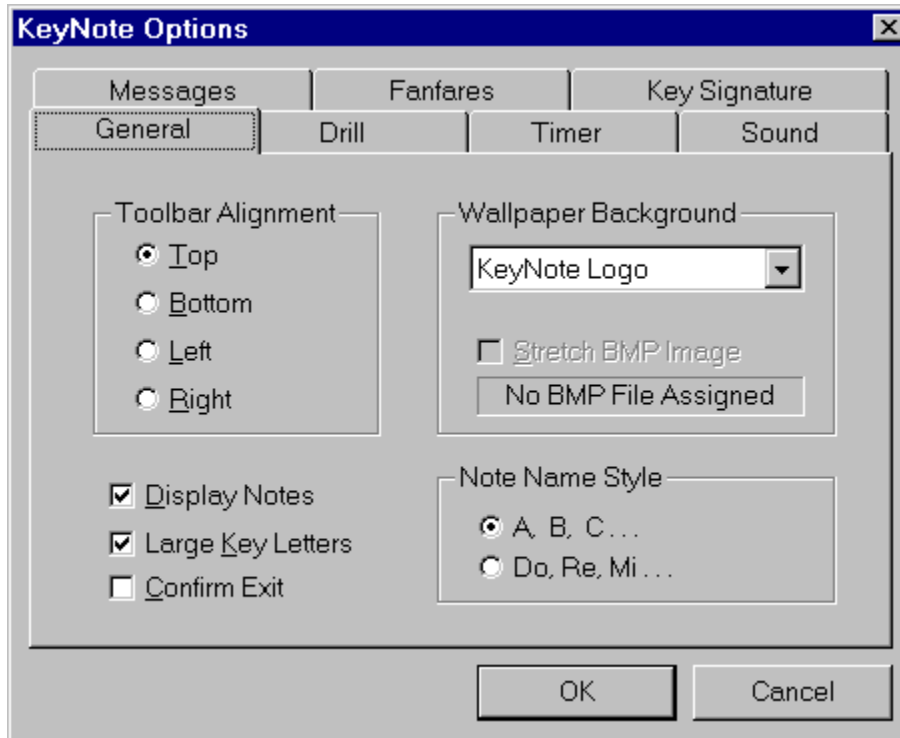 KeyNote Options
Messages Fanfares Key Signature
General Drill Timer Sound
Toolbar Alignment
Top
Bottom
Left
Right
Wallpaper Background
KeyNote Logo
Stretch BMP Image
No BMP File Assigned
Display Notes
Large Key Letters
Confirm Exit
Note Name Style
A, B, C . . .
Do, Re, Mi . . .
OK Cancel